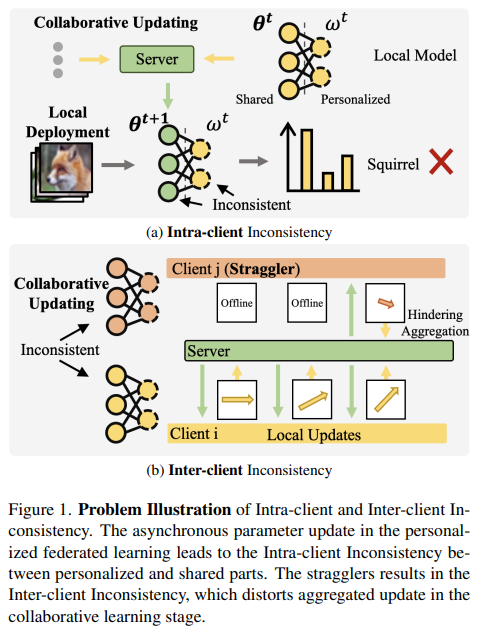 Collaborative Updating
θ^t
ω^t
Server
Local Model
Shared
Personalized
Local
Deployment
θ^{t+1}
ω^t
Squirrel
Inconsistent
(a) Intra-client Inconsistency
Client j (Straggler)
Collaborative
Updating
Offline
Offline
Hindering
Aggregation
Inconsistent
Server
Client i
Local Updates
(b) Inter-client Inconsistency
Figure 1. Problem Illustration of Intra-client and Inter-client In-
consistency. The asynchronous parameter update in the personal-
ized federated learning leads to the Intra-client Inconsistency be-
tween personalized and shared parts. The stragglers results in the
Inter-client Inconsistency, which distorts aggregated update in the
collaborative learning stage.